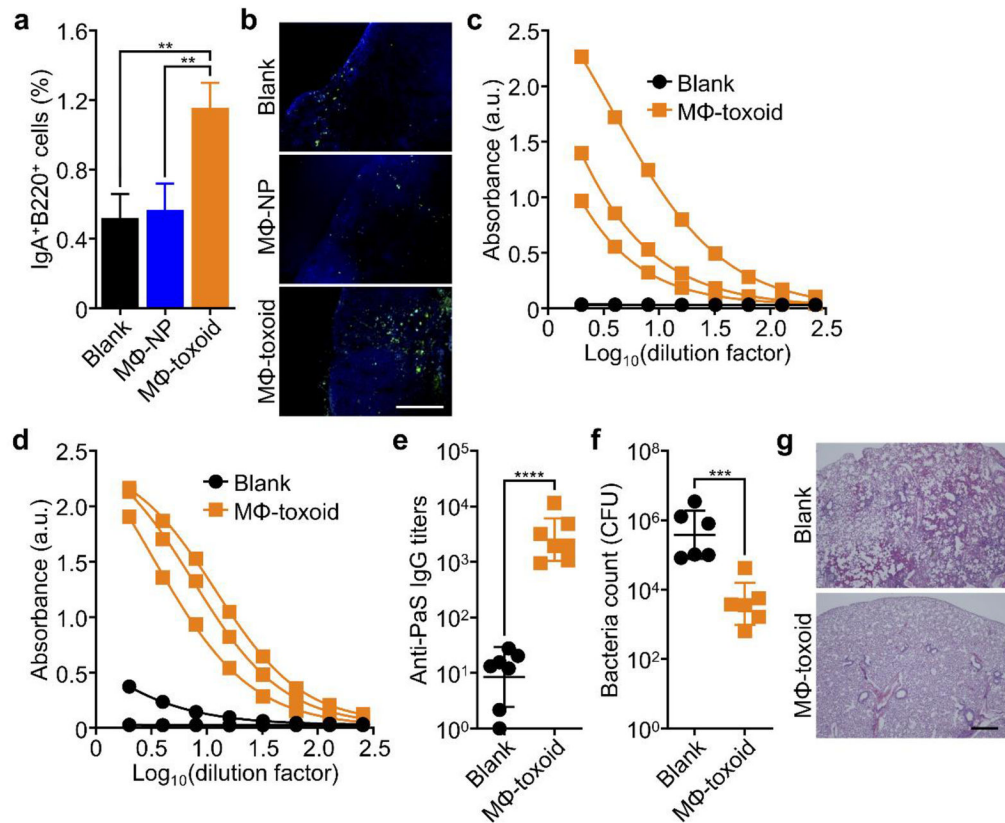 a
IgA⁺B220⁺ cells (%)
1.8
1.2
0.6
0.0
**
**
Blank
MΦ-NP
MΦ-toxoid
b
Blank
MΦ-NP
MΦ-toxoid
c
Absorbance (a.u.)
2.5
2.0
1.5
1.0
0.5
0
Blank
MΦ-toxoid
0
0.5
1.0
1.5
2.0
2.5
Log₁₀(dilution factor)
d
Absorbance (a.u.)
2.5
2.0
1.5
1.0
0.5
0
Blank
MΦ-toxoid
0
0.5
1.0
1.5
2.0
2.5
Log₁₀(dilution factor)
e
Anti-PaS IgG titers
10⁵
10⁴
10³
10²
10¹
10⁰
****
Blank
MΦ-toxoid
f
Bacteria count (CFU)
10⁸
10⁶
10⁴
10²
10⁰
***
Blank
MΦ-toxoid
g
Blank
MΦ-toxoid